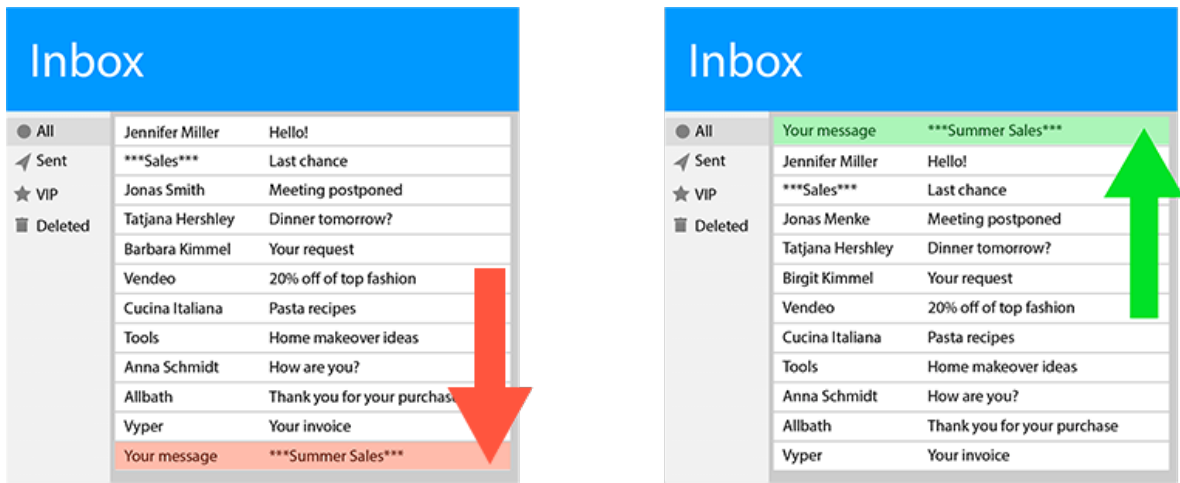 Inbox
All
Sent
VIP
Deleted
Jennifer Miller Hello!
***Sales*** Last chance
Jonas Smith Meeting postponed
Tatjana Hershley Dinner tomorrow?
Barbara Kimmel Your request
Vendeo 20% off of top fashion
Cucina Italiana Pasta recipes
Tools Home makeover ideas
Anna Schmidt How are you?
Allbath Thank you for your purchase
Vyper Your invoice
Your message ***Summer Sales***
Inbox
All
Sent
VIP
Deleted
Your message ***Summer Sales***
Jennifer Miller Hello!
***Sales*** Last chance
Jonas Menke Meeting postponed
Tatjana Hershley Dinner tomorrow?
Birgit Kimmel Your request
Vendeo 20% off of top fashion
Cucina Italiana Pasta recipes
Tools Home makeover ideas
Anna Schmidt How are you?
Allbath Thank you for your purchase
Vyper Your invoice